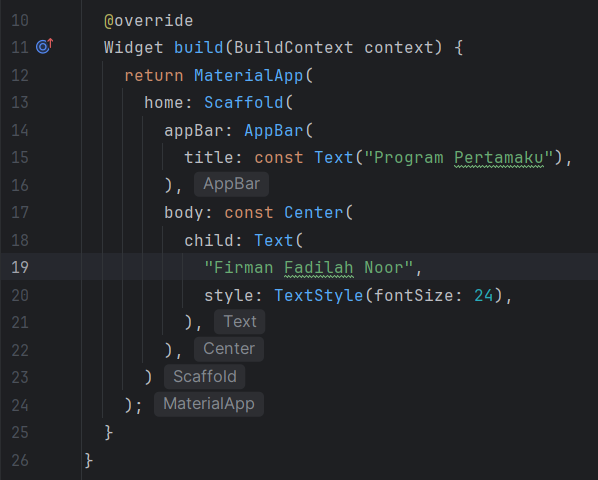 10 @override
11 Widget build(BuildContext context) {
12 return MaterialApp(
13 home: Scaffold(
14 appBar: AppBar(
15 title: const Text("Program Pertamaku"),
16 ), AppBar
17 body: const Center(
18 child: Text(
19 "Firman Fadilah Noor",
20 style: TextStyle(fontSize: 24),
21 ), Text
22 ), Center
23 ) Scaffold
24 ); MaterialApp
25 }
26 }